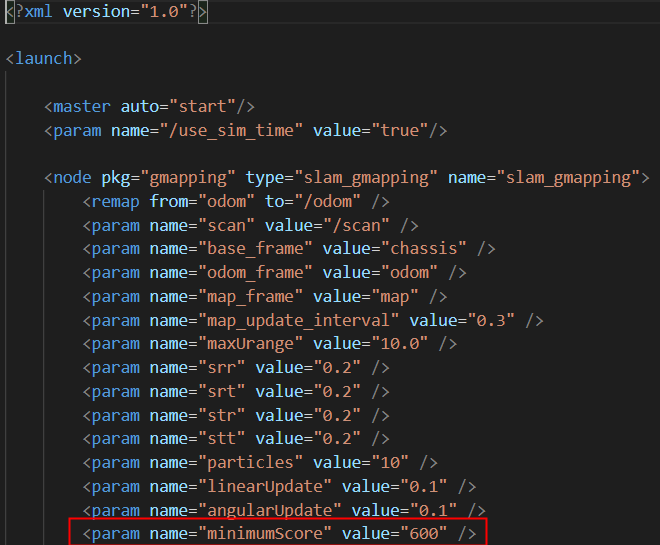 <?xml version="1.0"?>
<launch>
<master auto="start"/>
<param name="/use_sim_time" value="true"/>
<node pkg="gmapping" type="slam_gmapping" name="slam_gmapping">
<remap from="odom" to="/odom" />
<param name="scan" value="/scan" />
<param name="base_frame" value="chassis" />
<param name="odom_frame" value="odom" />
<param name="map_frame" value="map" />
<param name="map_update_interval" value="0.3" />
<param name="maxUrange" value="10.0" />
<param name="srr" value="0.2" />
<param name="srt" value="0.2" />
<param name="str" value="0.2" />
<param name="stt" value="0.2" />
<param name="particles" value="10" />
<param name="linearUpdate" value="0.1" />
<param name="angularUpdate" value="0.1" />
<param name="minimumScore" value="600" />